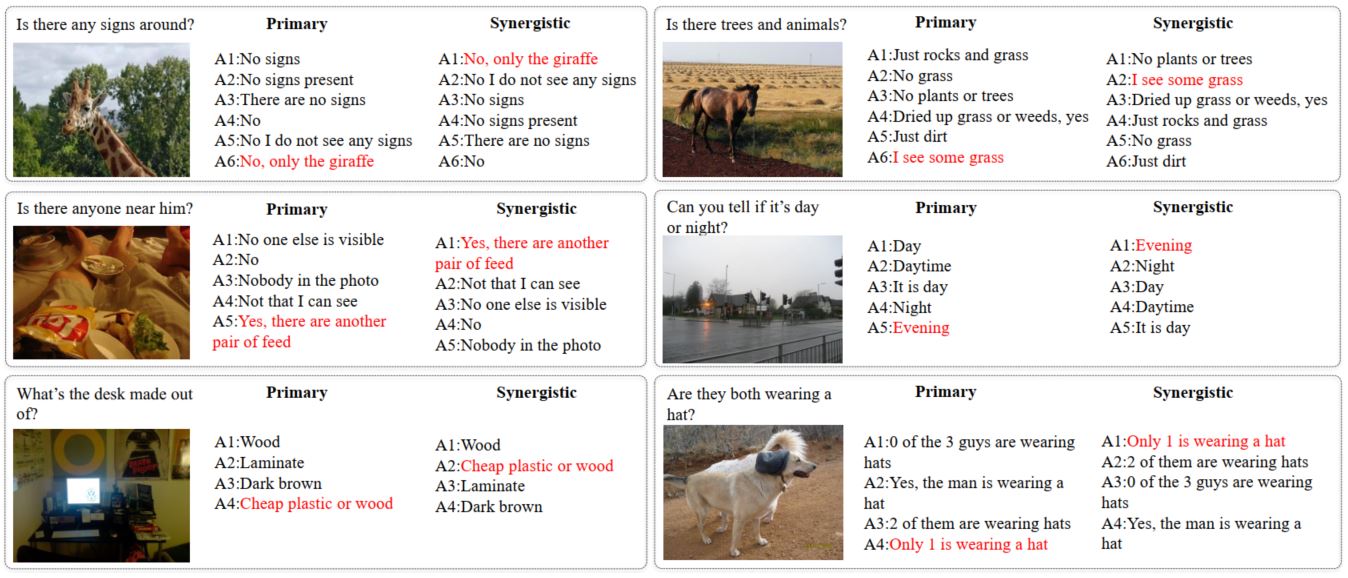 Is there any signs around?
Primary
Synergistic
A1:No signs
A2:No signs present
A3:There are no signs
A4:No
A5:No I do not see any signs
A6:No, only the giraffe
A1:No, only the giraffe
A2:No I do not see any signs
A3:No signs
A4:No signs present
A5:There are no signs
A6:No
Is there trees and animals?
Primary
Synergistic
A1:Just rocks and grass
A2:No grass
A3:No plants or trees
A4:Dried up grass or weeds, yes
A5:Just dirt
A6:I see some grass
A1:No plants or trees
A2:I see some grass
A3:Dried up grass or weeds, yes
A4:Just rocks and grass
A5:No grass
A6:Just dirt
Is there anyone near him?
Primary
Synergistic
A1:No one else is visible
A2:No
A3:Nobody in the photo
A4:Not that I can see
A5:Yes, there are another
pair of feed
A1:Yes, there are another
pair of feed
A2:Not that I can see
A3:No one else is visible
A4:No
A5:Nobody in the photo
Can you tell if it's day
or night?
Primary
Synergistic
A1:Day
A2:Daytime
A3:It is day
A4:Night
A5:Evening
A1:Evening
A2:Night
A3:Day
A4:Daytime
A5:It is day
What's the desk made out
of?
Primary
Synergistic
A1:Wood
A2:Laminate
A3:Dark brown
A4:Cheap plastic or wood
A1:Wood
A2:Cheap plastic or wood
A3:Laminate
A4:Dark brown
Are they both wearing a
hat?
Primary
Synergistic
A1:0 of the 3 guys are wearing
hats
A2:Yes, the man is wearing a
hat
A3:2 of them are wearing hats
A4:Only 1 is wearing a hat
A1:Only 1 is wearing a hat
A2:2 of them are wearing hats
A3:0 of the 3 guys are wearing
hats
A4:Yes, the man is wearing a
hat